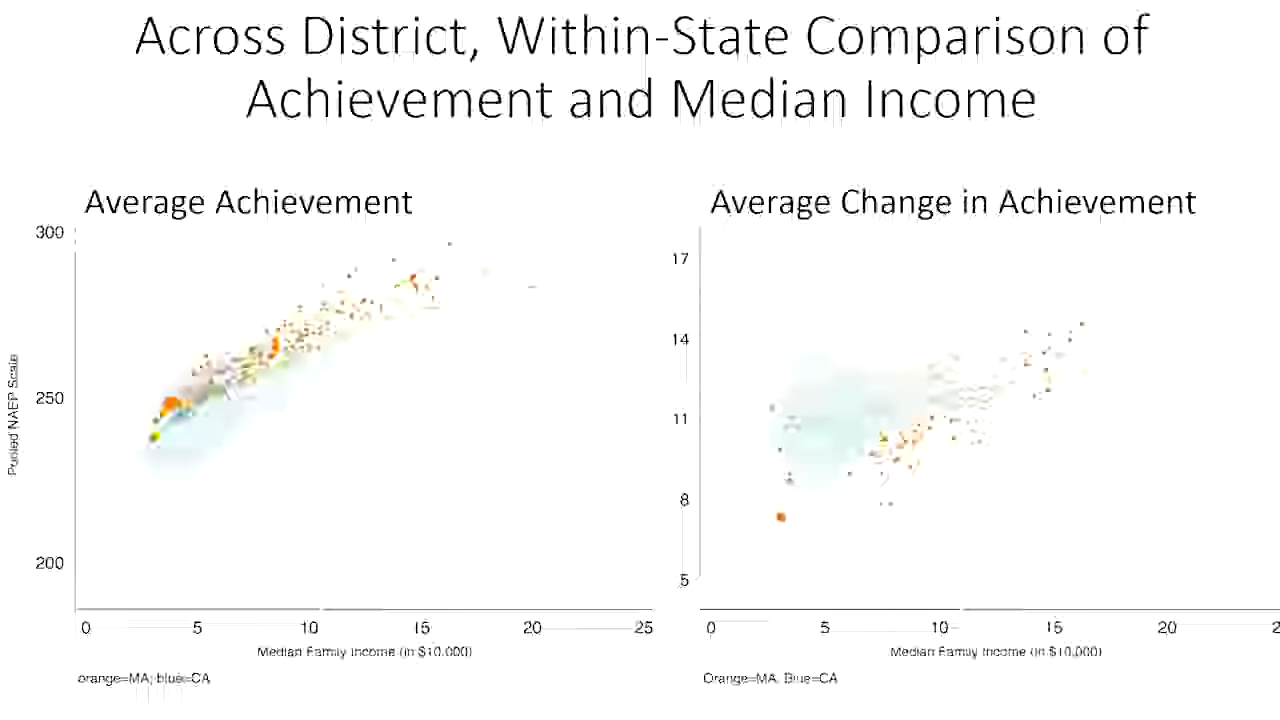 Across District, Within-State Comparison of
Achievement and Median Income
Average Achievement
300
250
200
Pooled NAEP Scale
0 5 10 15 20 25
Median Family Income (in $10,000)
orange=MA; blue=CA
Average Change in Achievement
17
14
11
8
5
0 5 10 15 20 2
Median Family Income (in $10,000)
Orange=MA, Blue=CA